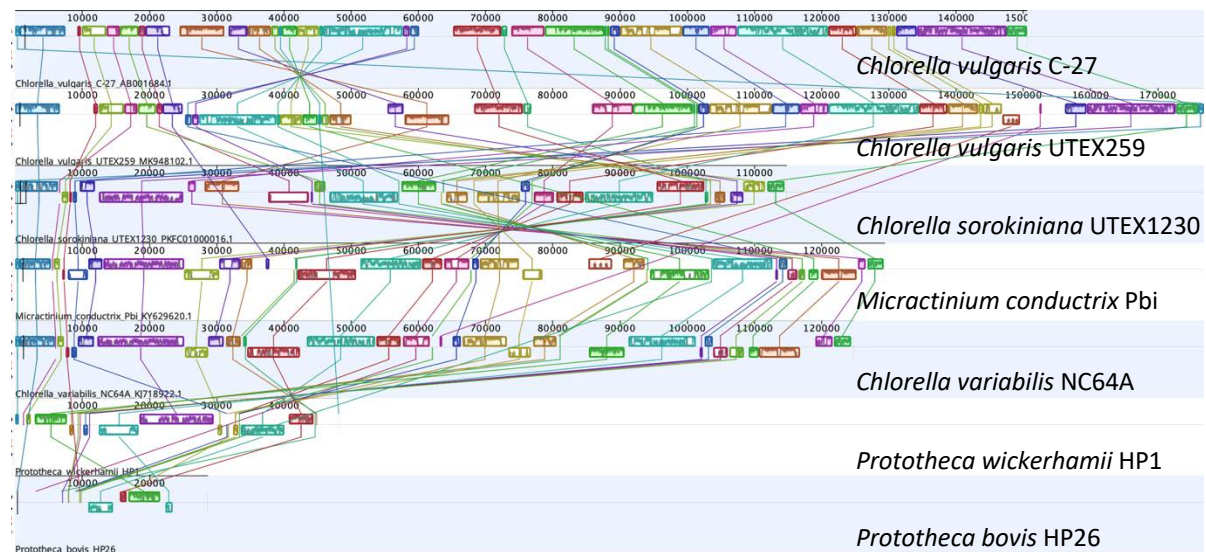 10000 20000 30000 40000 50000 60000 70000 80000 90000 100000 110000 120000 130000 140000 150
Chlorella vulgaris C-27
Chlorella_vulgaris_C-27_AB001684.1
10000 20000 30000 40000 50000 60000 70000 80000 90000 100000 110000 120000 130000 140000 150000 160000 170000
Chlorella vulgaris UTEX259
Chlorella_vulgaris_UTEX259_MK948102.1
10000 20000 30000 40000 50000 60000 70000 80000 90000 100000 110000
Chlorella sorokiniana UTEX1230
Chlorella_sorokiniana_UTEX1230_PKFC01000016.1
10000 20000 30000 40000 50000 60000 70000 80000 90000 100000 110000 120000
Micractinium conductrix Pbi
Micractinium_conductrix_Pbi_KY629620.1
10000 20000 30000 40000 50000 60000 70000 80000 90000 100000 110000 120000
Chlorella variabilis NC64A
Chlorella_variabilis_NC64A_KJ718922.1
10000 20000 30000 40000
Prototheca wickerhamii HP1
Prototheca_wickerhamii_HP1
10000 20000
Prototheca bovis HP26
Prototheca_bovis_HP26